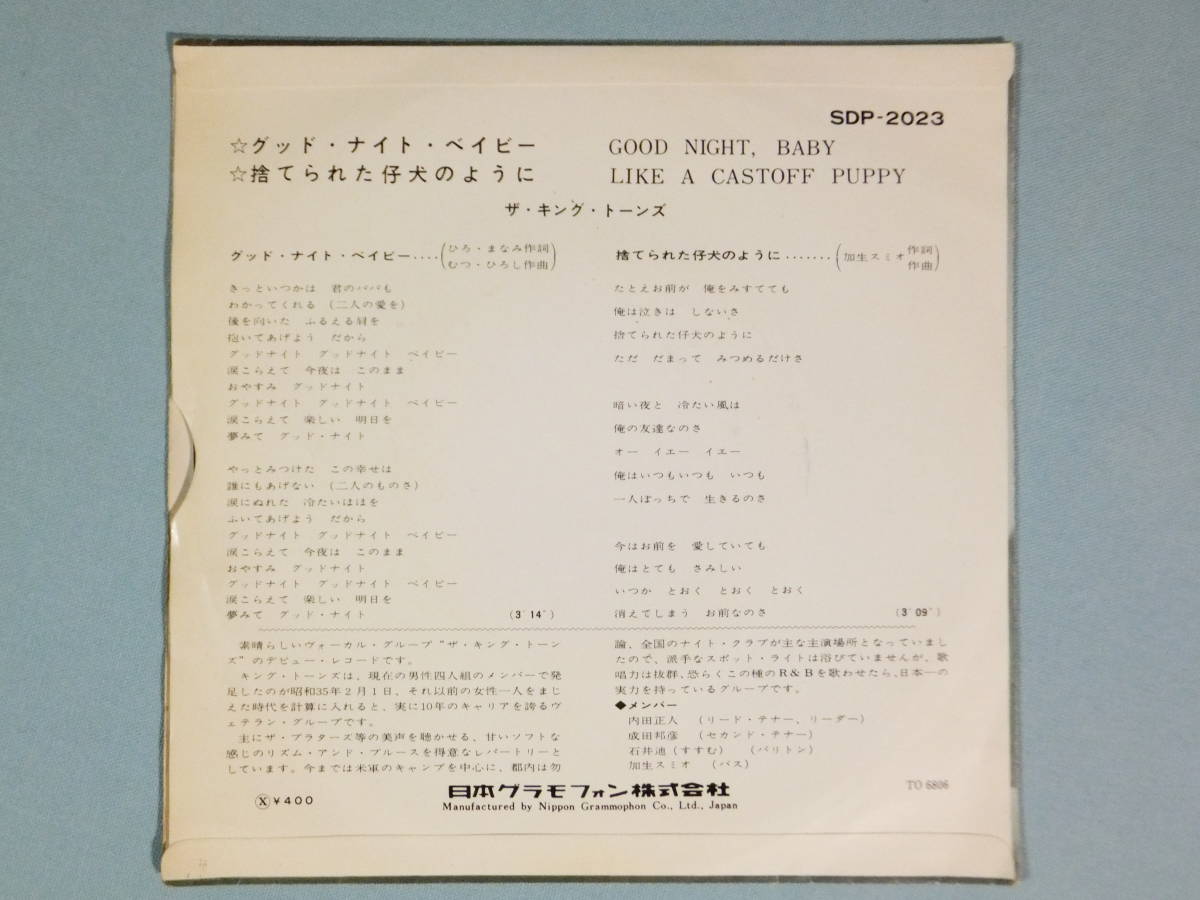 SDP-2023
☆グッド・ナイト・ベイビー GOOD NIGHT, BABY
☆捨てられた仔犬のように LIKE A CASTOFF PUPPY
ザ・キング・トーンズ
グッド・ナイト・ベイビー‥‥(ひろ・まなみ作詞
むつ・ひろし作曲)
きっといつかは 君のパパも
わかってくれる (二人の愛を)
後を向いた ふるえる肩を
抱いてあげよう だから
グッドナイト グッドナイト ベイビー
涙こらえて 今夜は このまま
おやすみ グッドナイト
グッドナイト グッドナイト ベイビー
涙こらえて 楽しい 明日を
夢みて グッド・ナイト
やっとみつけた この幸せは
誰にもあげない (二人のものさ)
涙にぬれた 冷たいほほを
ふいてあげよう だから
グッドナイト グッドナイト ベイビー
涙こらえて 今夜は このまま
おやすみ グッドナイト
グッドナイト グッドナイト ベイビー
涙こらえて 楽しい 明日を
夢みて グッド・ナイト (3′14″)
捨てられた仔犬のように‥‥‥(加生スミオ 作詞
作曲)
たとえお前が 俺をみすてても
俺は泣きは しないさ
捨てられた仔犬のように
ただ だまって みつめるだけさ
暗い夜と 冷たい風は
俺の友達なのさ
オー イエー イエー
俺はいつもいつも いつも
一人ぼっちで 生きるのさ
今はお前を 愛していても
俺はとても さみしい
いつか とおく とおく とおく
消えてしまう お前なのさ (3′09″)
素晴らしいヴォーカル・グループ“ザ・キング・トーン
ズ”のデビュー・レコードです。
キング・トーンズは、現在の男性四人組のメンバーで発
足したのが昭和35年2月1日、それ以前の女性一人をまじ
えた時代を計算に入れると、実に10年のキャリアを誇るヴ
ェテラン・グループです。
主にザ・プラターズ等の美声を聴かせる、甘いソフトな
感じのリズム・アンド・ブルースを得意なレパートリーと
しています。今までは米軍のキャンプを中心に、都内は勿
論、全国のナイト・クラブが主な主演場所となっていまし
たので、派手なスポット・ライトは浴びていませんが、歌
唱力は抜群、恐らくこの種のR&Bを歌わせたら、日本一の
実力を持っているグループです。
◆メンバー
内田正人 (リード・テナー、リーダー)
成田邦彦 (セカンド・テナー)
石井迪(すすむ) (バリトン)
加生スミオ (バス)
Ⓧ¥400
日本グラモフォン株式会社
Manufactured by Nippon Grammophon Co., Ltd., Japan
TO 6806